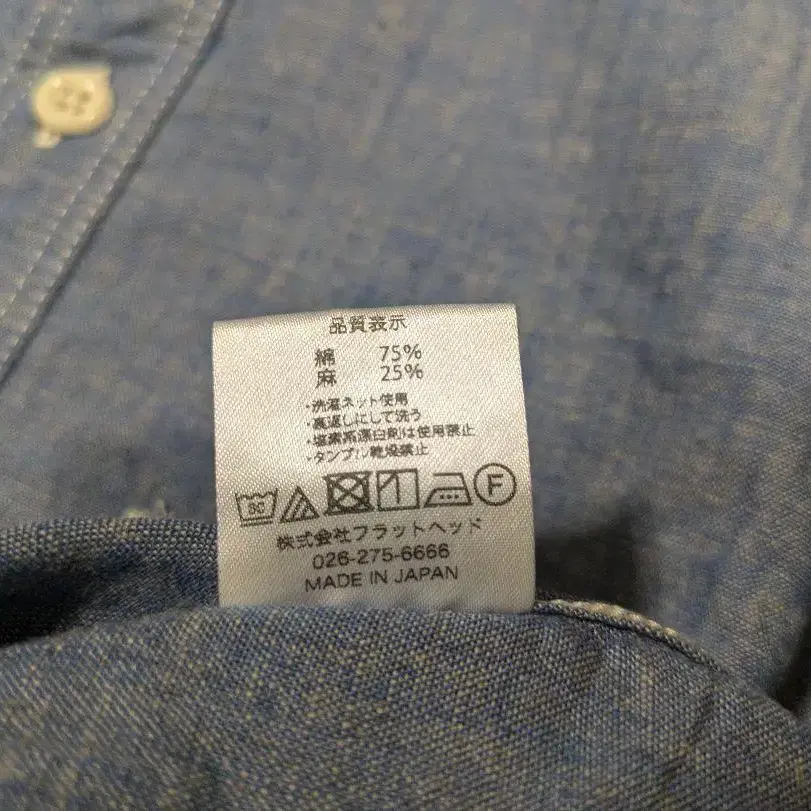 品質表示
綿 75%
麻 25%
・洗濯ネット使用
・裏返しにして洗う
・塩素系漂白剤は使用禁止
・タンブル乾燥禁止
F
株式会社フラットヘッド
026-275-6666
MADE IN JAPAN